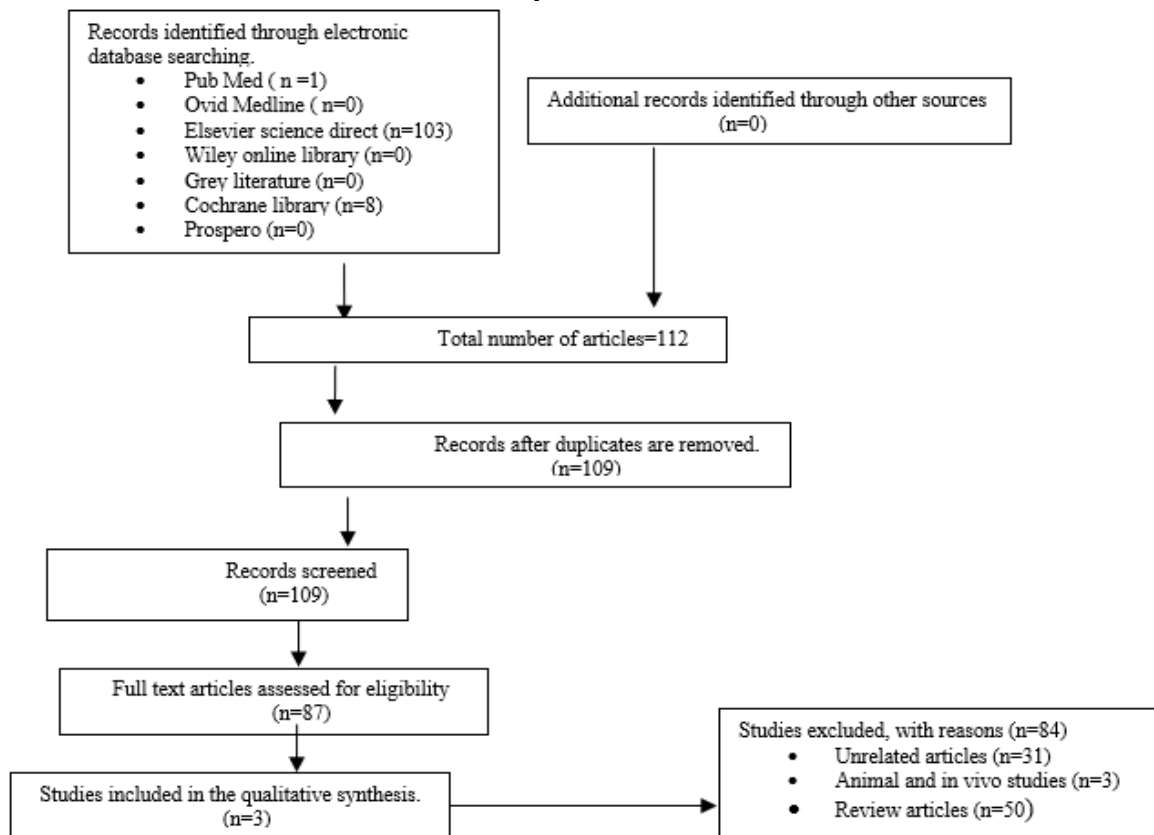 Records identified through electronic
database searching.
• Pub Med ( n =1)
• Ovid Medline ( n=0)
• Elsevier science direct (n=103)
• Wiley online library (n=0)
• Grey literature (n=0)
• Cochrane library (n=8)
• Prospero (n=0)
Additional records identified through other sources
(n=0)
Total number of articles=112
Records after duplicates are removed.
(n=109)
Records screened
(n=109)
Full text articles assessed for eligibility
(n=87)
Studies excluded, with reasons (n=84)
• Unrelated articles (n=31)
• Animal and in vivo studies (n=3)
• Review articles (n=50)
Studies included in the qualitative synthesis.
(n=3)